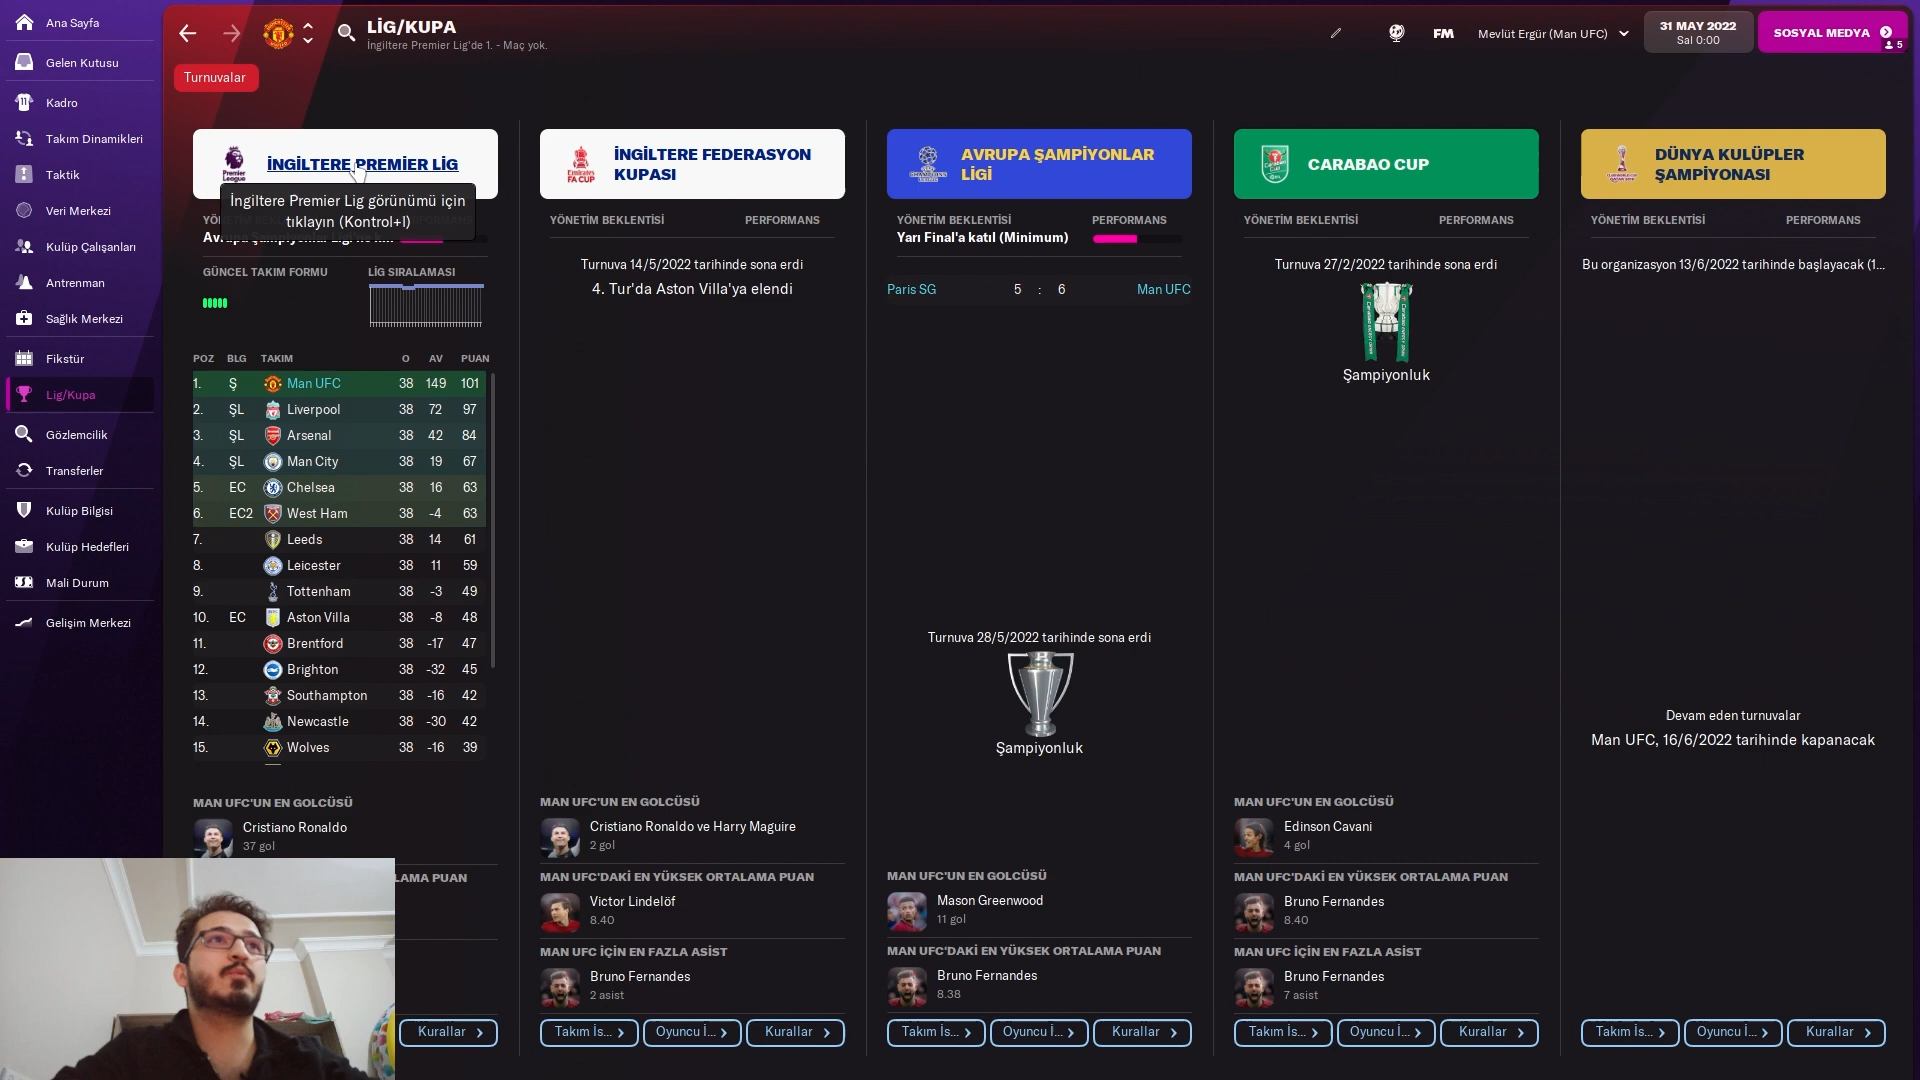 Ana Sayfa
Gelen Kutusu
Kadro
Takım Dinamikleri
Taktik
Veri Merkezi
Kulüp Çalışanları
Antrenman
Sağlık Merkezi
Fikstür
Lig/Kupa
Gözlemcilik
Transferler
Kulüp Bilgisi
Kulüp Hedefleri
Mali Durum
Gelişim Merkezi
LİG/KUPA
İngiltere Premier Lig'de 1. - Maç yok.
FM
Mevlüt Ergür (Man UFC)
31 MAY 2022
Sal 0:00
SOSYAL MEDYA
5
Turnuvalar
Premier League
İNGİLTERE PREMİER LİG
İngiltere Premier Lig görünümü için
tıklayın (Kontrol+I)
GÜNCEL TAKIM FORMU
LİG SIRALAMASI
POZ BLG TAKIM O AV PUAN
1. Ş Man UFC 38 149 101
2. ŞL Liverpool 38 72 97
3. ŞL Arsenal 38 42 84
4. ŞL Man City 38 19 67
5. EC Chelsea 38 16 63
6. EC2 West Ham 38 -4 63
7. Leeds 38 14 61
8. Leicester 38 11 59
9. Tottenham 38 -3 49
10. EC Aston Villa 38 -8 48
11. Brentford 38 -17 47
12. Brighton 38 -32 45
13. Southampton 38 -16 42
14. Newcastle 38 -30 42
15. Wolves 38 -16 39
MAN UFC'UN EN GOLCÜSÜ
Cristiano Ronaldo
37 gol
LAMA PUAN
Kurallar
Emirates
FA CUP
İNGİLTERE FEDERASYON
KUPASI
YÖNETİM BEKLENTİSİ PERFORMANS
Turnuva 14/5/2022 tarihinde sona erdi
4. Tur'da Aston Villa'ya elendi
MAN UFC'UN EN GOLCÜSÜ
Cristiano Ronaldo ve Harry Maguire
2 gol
MAN UFC'DAKİ EN YÜKSEK ORTALAMA PUAN
Victor Lindelöf
8.40
MAN UFC İÇİN EN FAZLA ASİST
Bruno Fernandes
2 asist
Takım İs...
Oyuncu İ...
Kurallar
AVRUPA ŞAMPİYONLAR
LİGİ
YÖNETİM BEKLENTİSİ PERFORMANS
Yarı Final'a katıl (Minimum)
Paris SG 5 : 6 Man UFC
Turnuva 28/5/2022 tarihinde sona erdi
Şampiyonluk
MAN UFC'UN EN GOLCÜSÜ
Mason Greenwood
11 gol
MAN UFC'DAKİ EN YÜKSEK ORTALAMA PUAN
Bruno Fernandes
8.38
Takım İs...
Oyuncu İ...
Kurallar
CARABAO CUP
YÖNETİM BEKLENTİSİ PERFORMANS
Turnuva 27/2/2022 tarihinde sona erdi
Şampiyonluk
MAN UFC'UN EN GOLCÜSÜ
Edinson Cavani
4 gol
MAN UFC'DAKİ EN YÜKSEK ORTALAMA PUAN
Bruno Fernandes
8.40
MAN UFC İÇİN EN FAZLA ASİST
Bruno Fernandes
7 asist
Takım İs...
Oyuncu İ...
Kurallar
DÜNYA KULÜPLER
ŞAMPİYONASI
YÖNETİM BEKLENTİSİ PERFORMANS
Bu organizasyon 13/6/2022 tarihinde başlayacak (1...
Devam eden turnuvalar
Man UFC, 16/6/2022 tarihinde kapanacak
Takım İs...
Oyuncu İ...
Kurallar